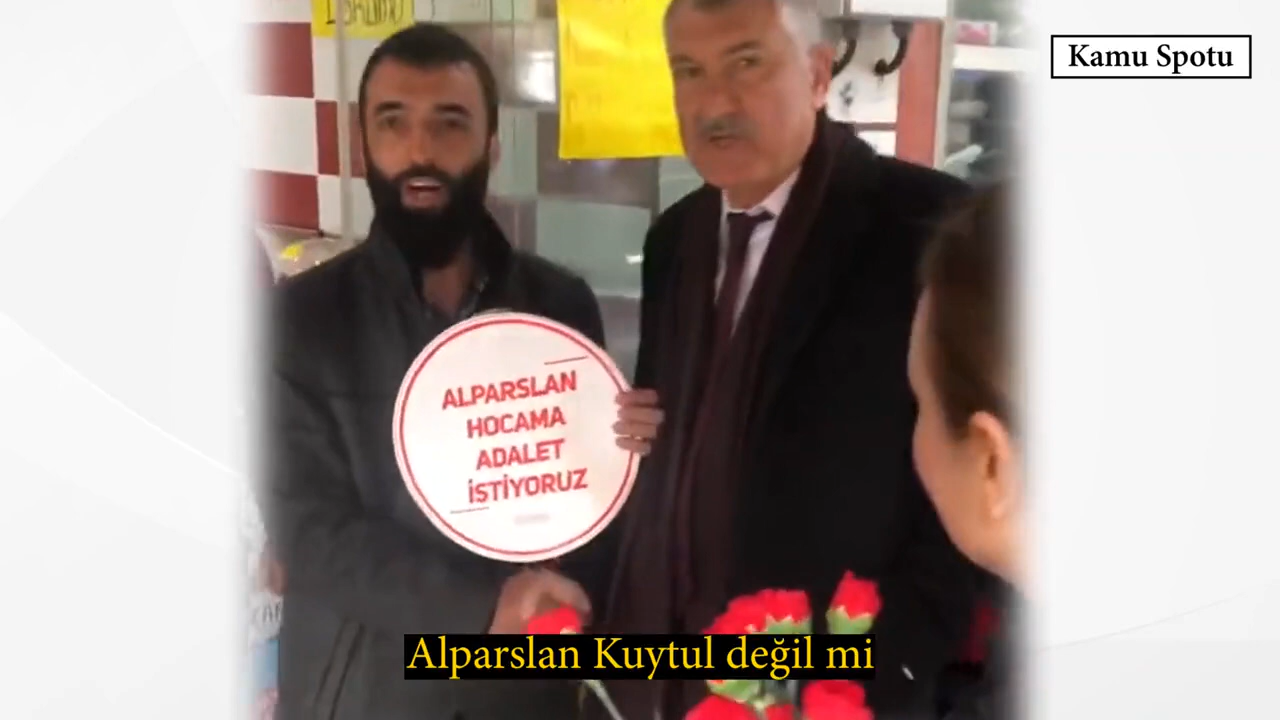 Kamu Spotu
ALPARSLAN
HOCAMA
ADALET
İSTİYORUZ
Alparslan Kuytul değil mi